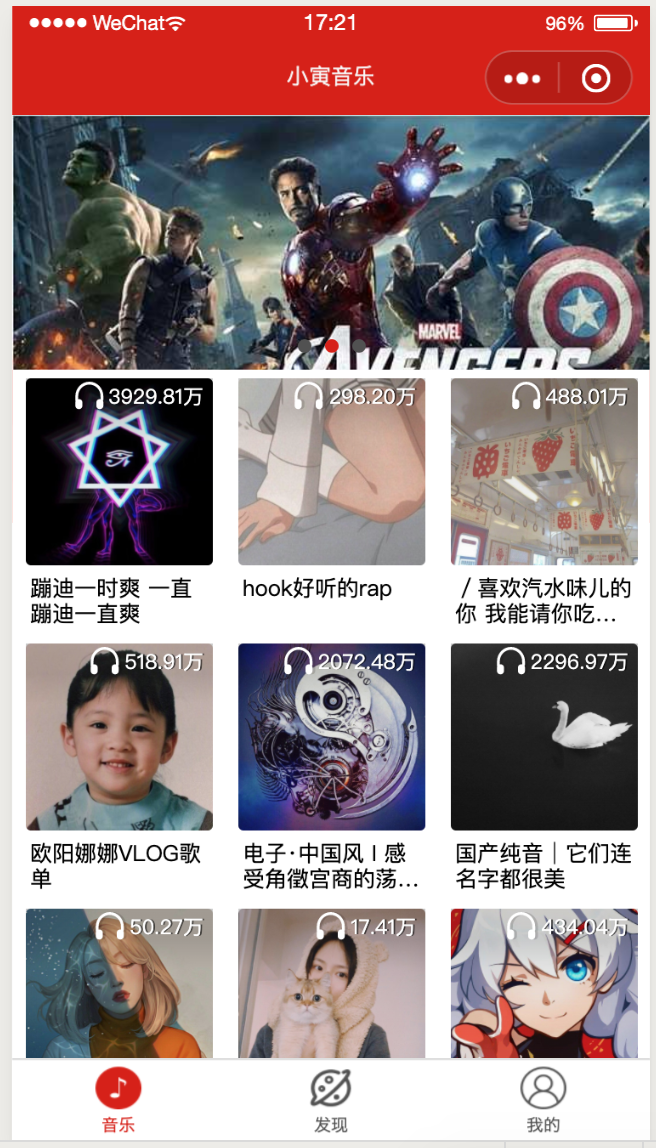 WeChat 17:21 96%
小寅音乐
MARVEL
AVENGERS
3929.81万 298.20万 488.01万
蹦迪一时爽 一直
蹦迪一直爽
hook好听的rap
/ 喜欢汽水味儿的
你 我能请你吃...
518.91万 2072.48万 2296.97万
欧阳娜娜VLOG歌
单
电子·中国风 I 感
受角徵宫商的荡...
国产纯音｜它们连
名字都很美
50.27万 17.41万 434.04万
音乐 发现 我的